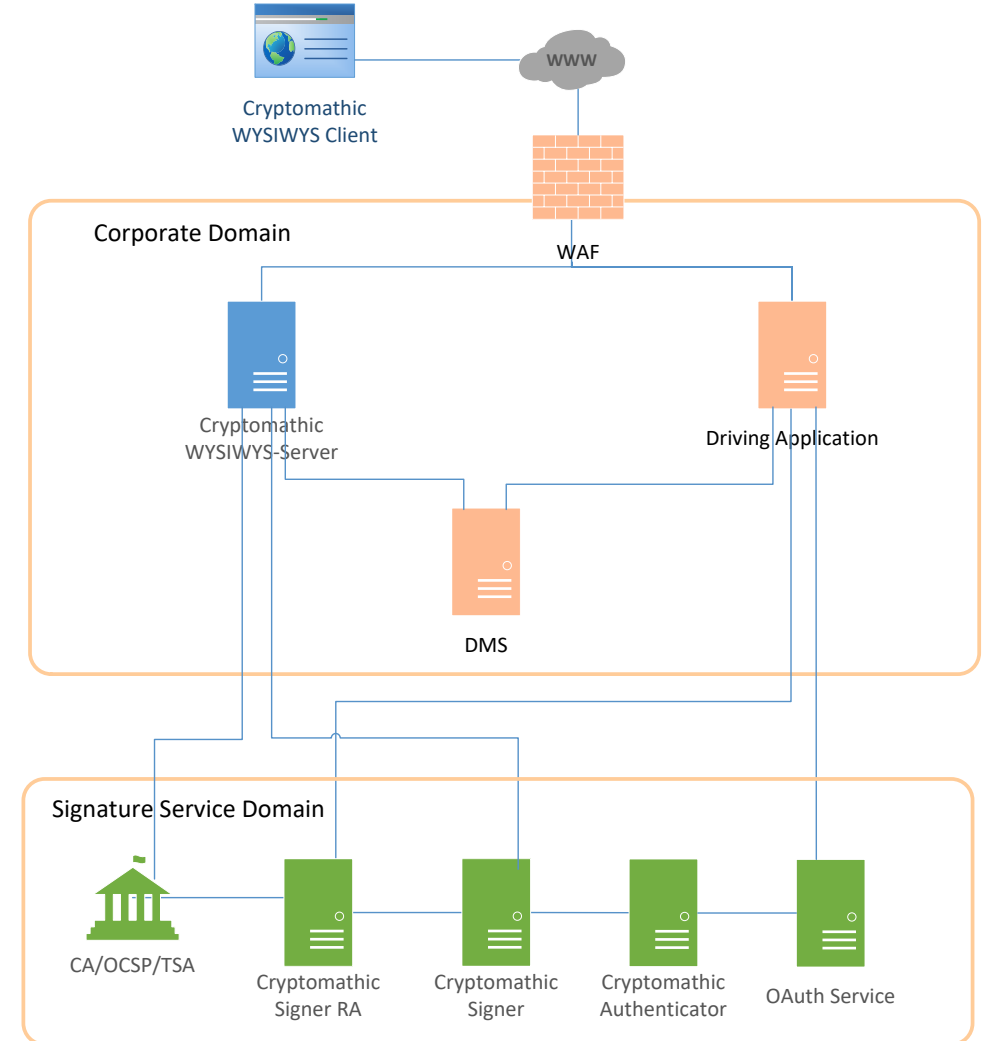 WWW
Cryptomathic
WYSIWYS Client
Corporate Domain
WAF
Cryptomathic
WYSIWYS-Server
Driving Application
DMS
Signature Service Domain
CA/OCSP/TSA
Cryptomathic
Signer RA
Cryptomathic
Signer
Cryptomathic
Authenticator
OAuth Service